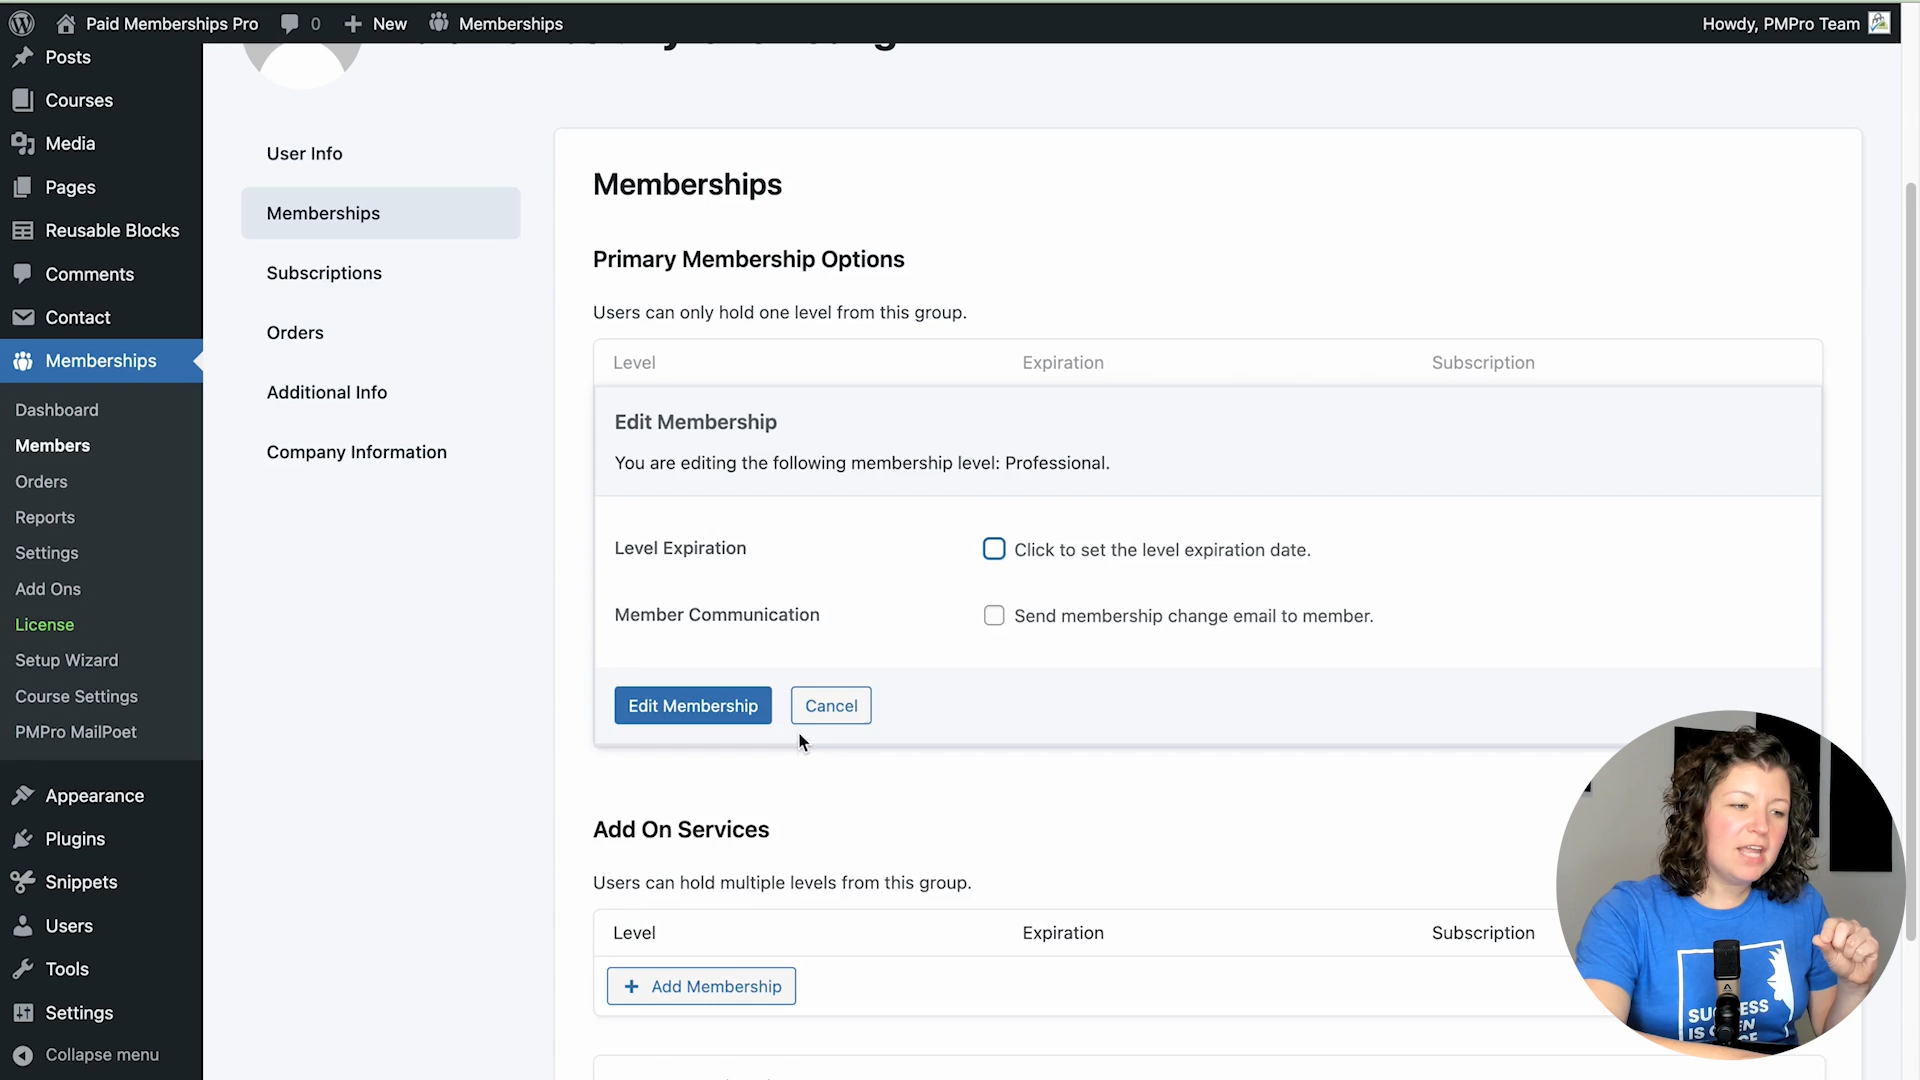 Paid Memberships Pro
0
New
Memberships
Howdy, PMPro Team
Posts
Courses
Media
Pages
Reusable Blocks
Comments
Contact
Memberships
Dashboard
Members
Orders
Reports
Settings
Add Ons
License
Setup Wizard
Course Settings
PMPro MailPoet
Appearance
Plugins
Snippets
Users
Tools
Settings
Collapse menu
User Info
Memberships
Subscriptions
Orders
Additional Info
Company Information
Memberships
Primary Membership Options
Users can only hold one level from this group.
Level Expiration Subscription
Edit Membership
You are editing the following membership level: Professional.
Level Expiration
Click to set the level expiration date.
Member Communication
Send membership change email to member.
Edit Membership
Cancel
Add On Services
Users can hold multiple levels from this group.
Level Expiration Subscription
+ Add Membership
IS